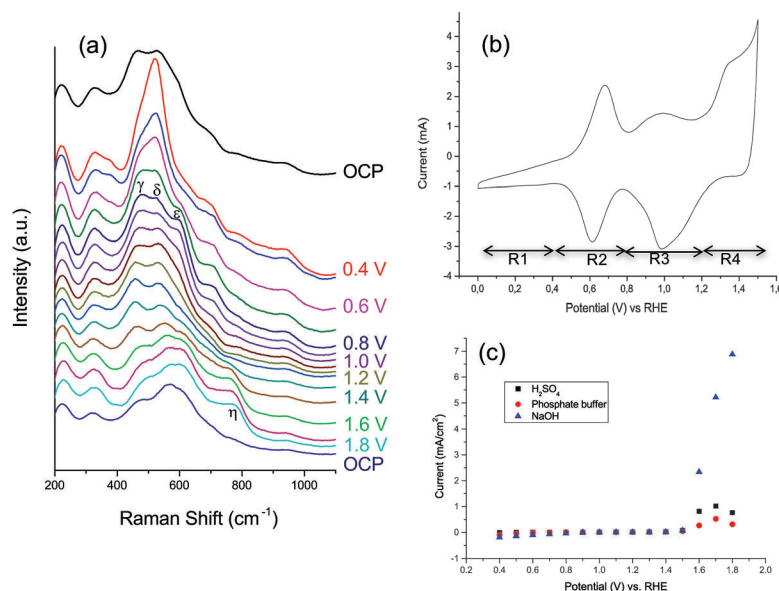 (a)
Intensity (a.u.)
γ
δ
ε
η
OCP
0.4 V
0.6 V
0.8 V
1.0 V
1.2 V
1.4 V
1.6 V
1.8 V
OCP
200 400 600 800 1000
Raman Shift (cm⁻¹)
(b)
Current (mA)
4
3
2
1
0
-1
-2
-3
-4
R1 R2 R3 R4
0,0 0,2 0,4 0,6 0,8 1,0 1,2 1,4 1,6
Potential (V) vs RHE
(c)
Current (mA/cm²)
7
6
5
4
3
2
1
0
-1
H₂SO₄
Phosphate buffer
NaOH
0.2 0.4 0.6 0.8 1.0 1.2 1.4 1.6 1.8 2.0
Potential (V) vs. RHE